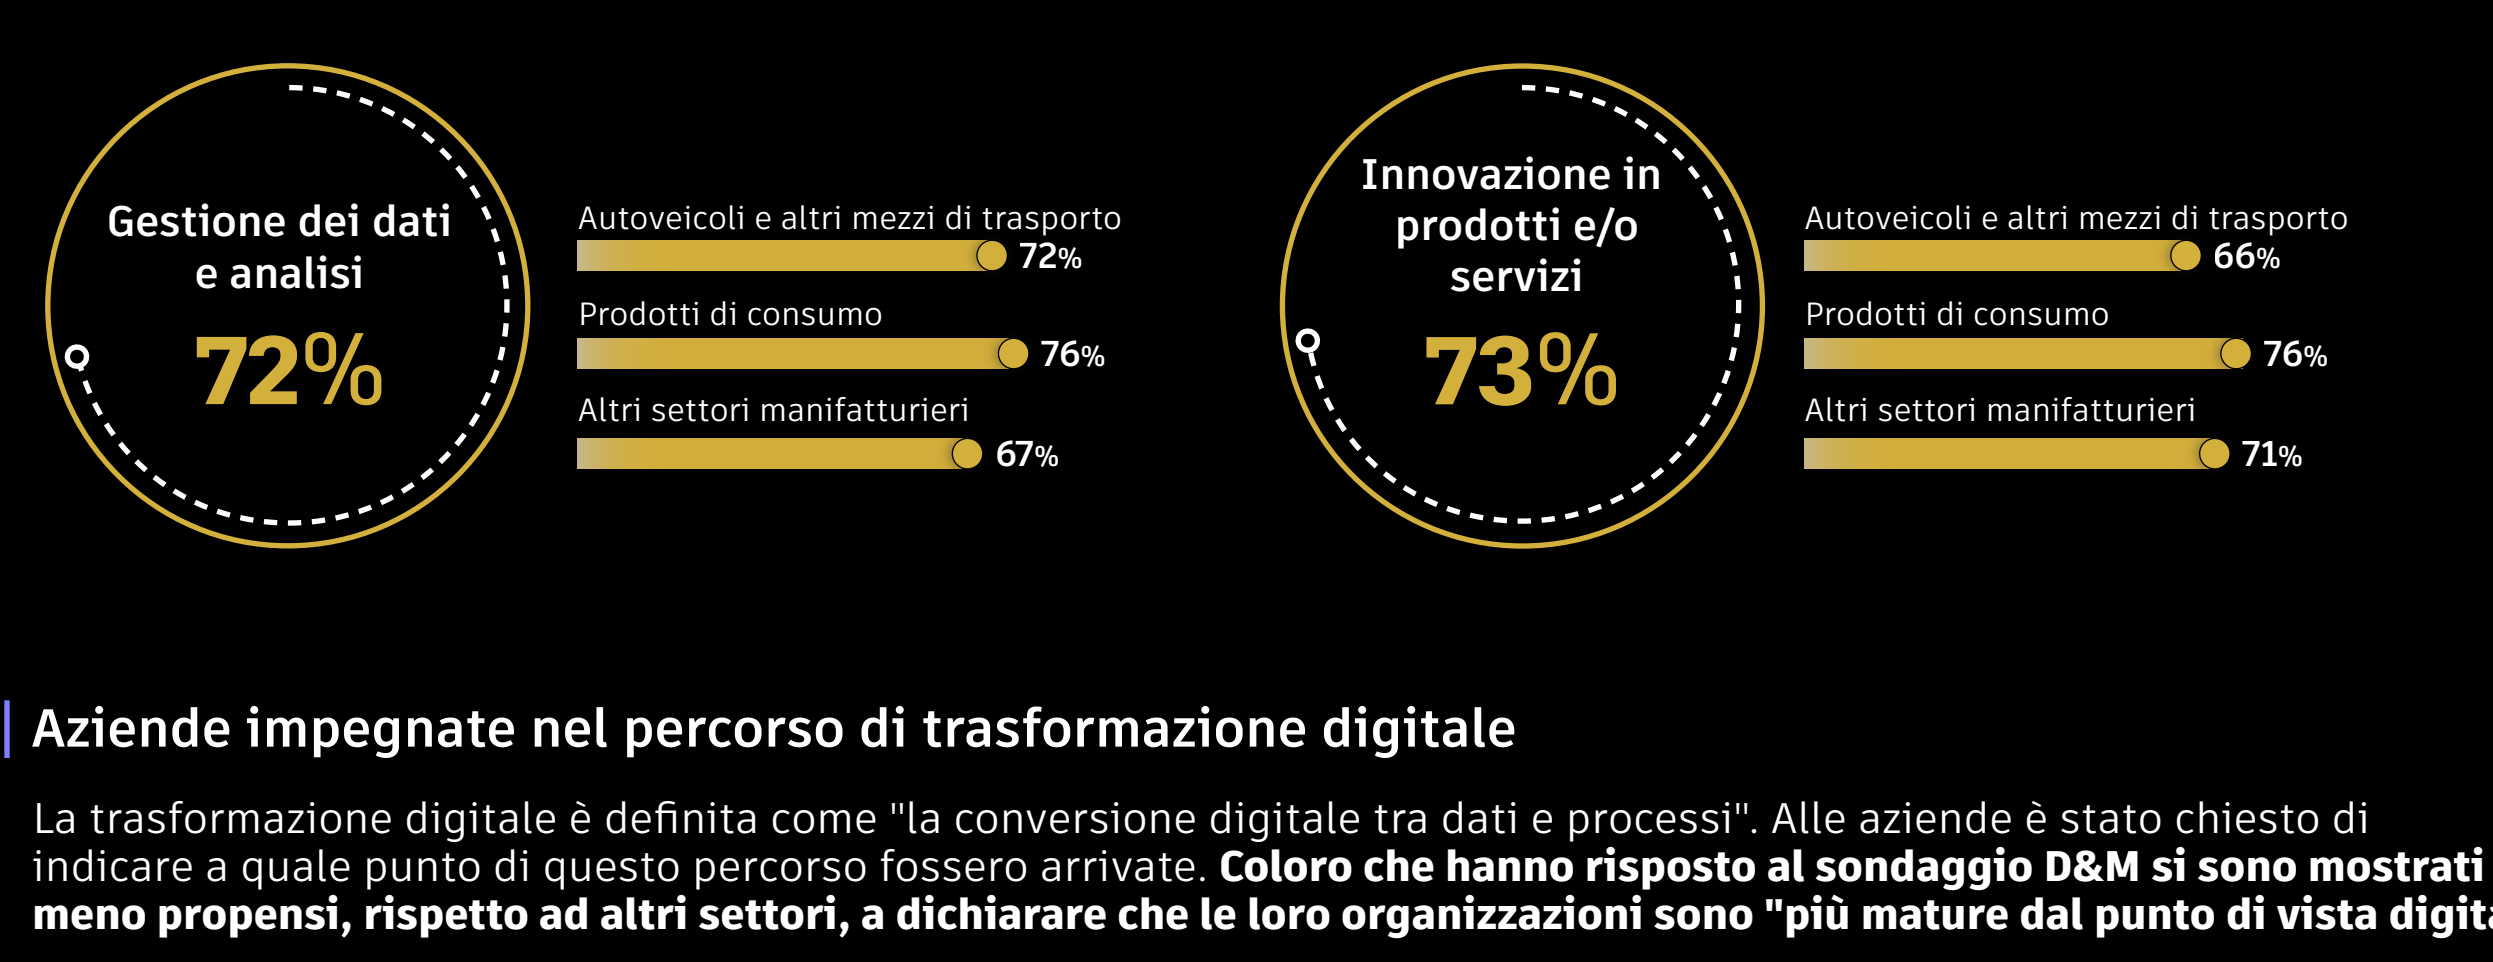 Gestione dei dati
e analisi
72%
Autoveicoli e altri mezzi di trasporto
72%
Prodotti di consumo
76%
Altri settori manifatturieri
67%
Innovazione in
prodotti e/o
servizi
73%
Autoveicoli e altri mezzi di trasporto
66%
Prodotti di consumo
76%
Altri settori manifatturieri
71%
Aziende impegnate nel percorso di trasformazione digitale
La trasformazione digitale è definita come "la conversione digitale tra dati e processi". Alle aziende è stato chiesto di
indicare a quale punto di questo percorso fossero arrivate. Coloro che hanno risposto al sondaggio D&M si sono mostrati
meno propensi, rispetto ad altri settori, a dichiarare che le loro organizzazioni sono "più mature dal punto di vista